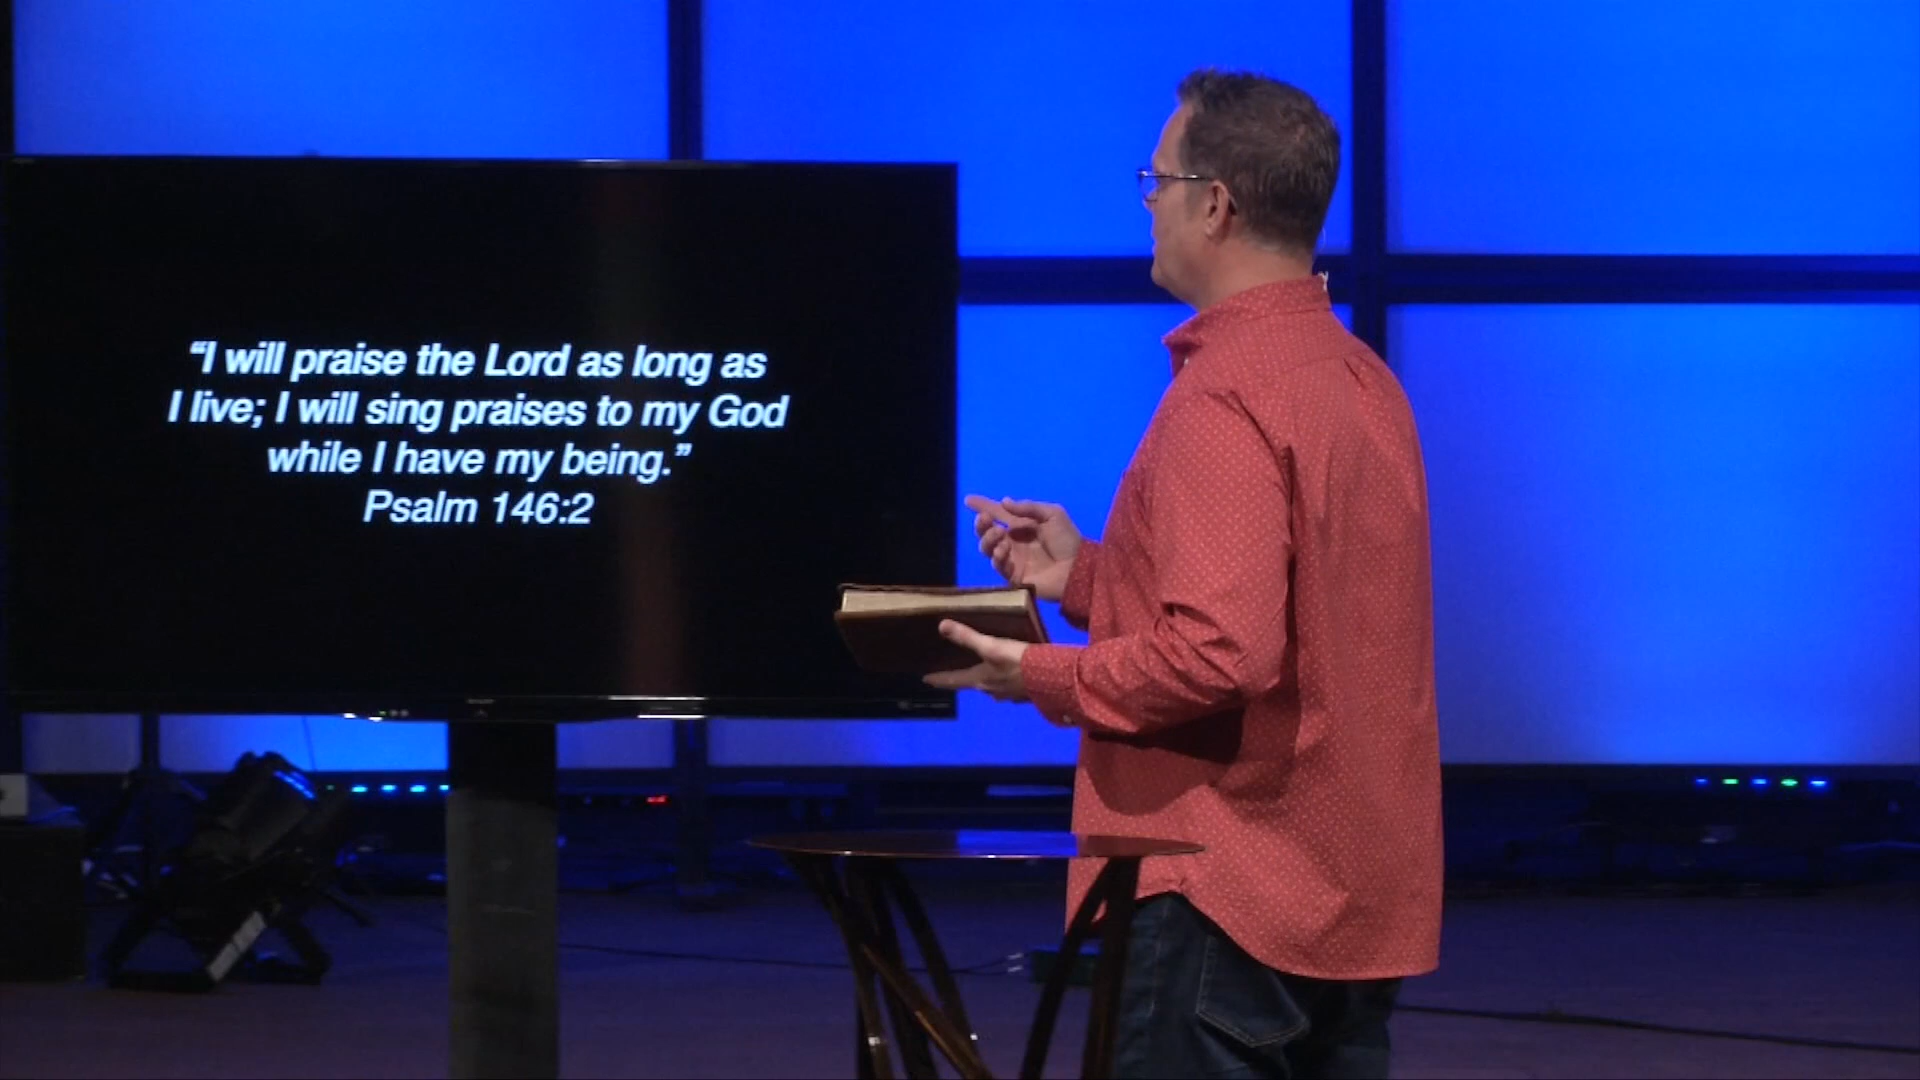 “I will praise the Lord as long as
I live; I will sing praises to my God
while I have my being.”
Psalm 146:2